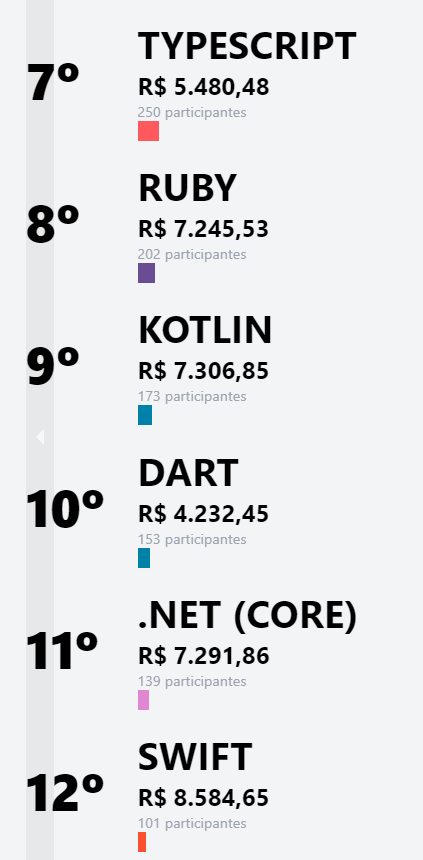 7º
TYPESCRIPT
R$ 5.480,48
250 participantes
8º
RUBY
R$ 7.245,53
202 participantes
9º
KOTLIN
R$ 7.306,85
173 participantes
10º
DART
R$ 4.232,45
153 participantes
11º
.NET (CORE)
R$ 7.291,86
139 participantes
12º
SWIFT
R$ 8.584,65
101 participantes